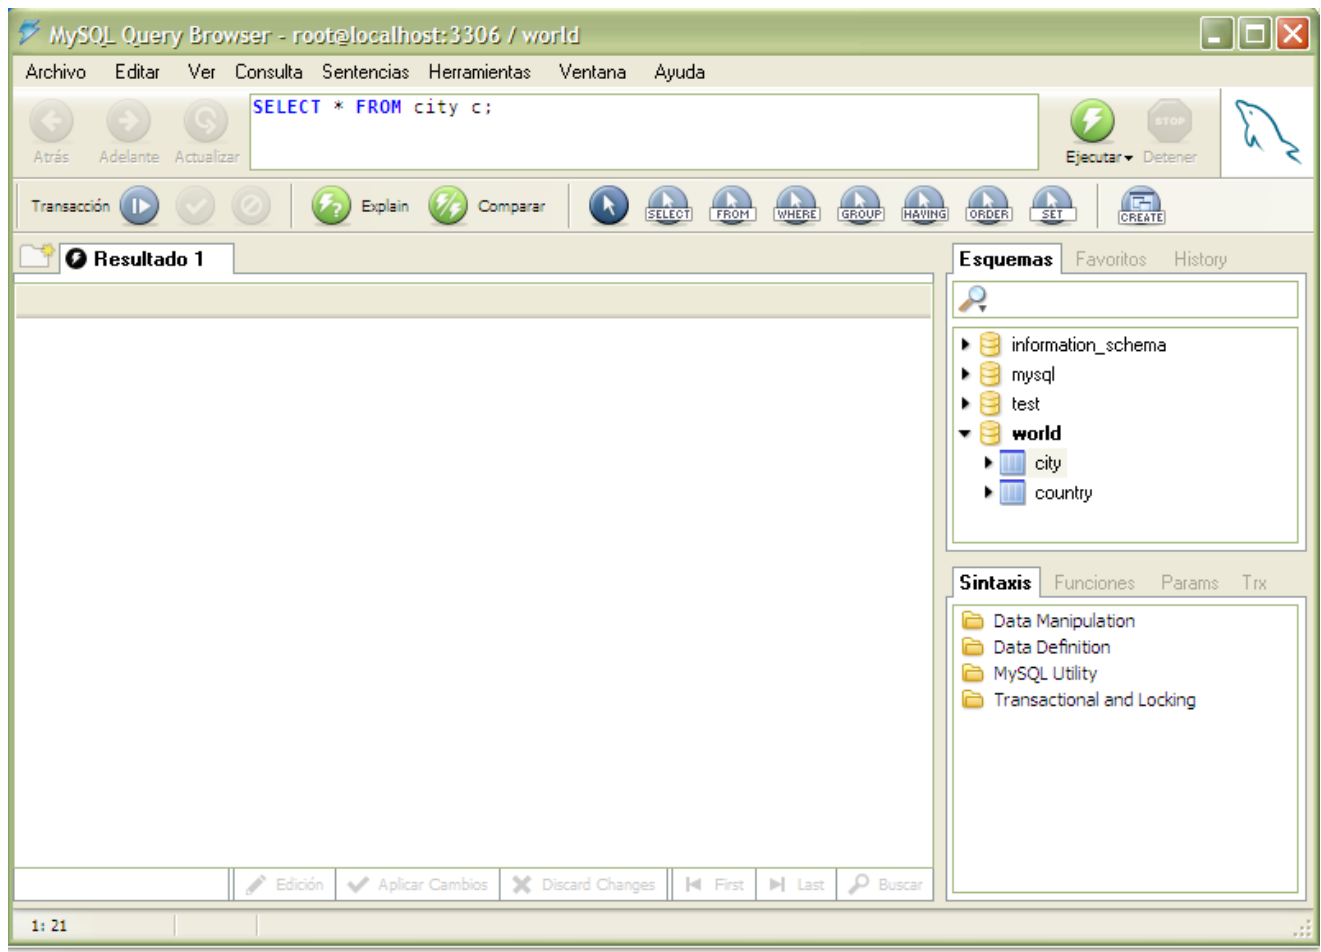 MySQL Query Browser - root@localhost:3306 / world
Archivo Editar Ver Consulta Sentencias Herramientas Ventana Ayuda
SELECT * FROM city c;
Atrás Adelante Actualizar Ejecutar STOP Detener
Transacción Explain Comparar SELECT FROM WHERE GROUP HAVING ORDER SET CREATE
Resultado 1
Esquemas Favoritos History
information_schema
mysql
test
world
city
country
Sintaxis Funciones Params Trx
Data Manipulation
Data Definition
MySQL Utility
Transactional and Locking
Edición Aplicar Cambios Discard Changes First Last Buscar
1: 21